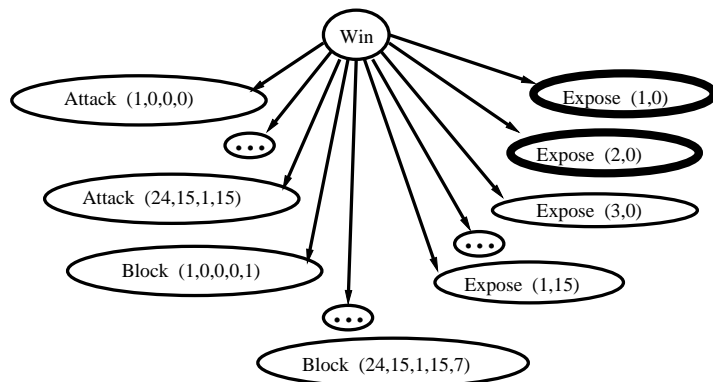 Win
Attack (1,0,0,0)
Expose (1,0)
...
Expose (2,0)
Attack (24,15,1,15)
Expose (3,0)
...
Block (1,0,0,0,1)
Expose (1,15)
...
Block (24,15,1,15,7)